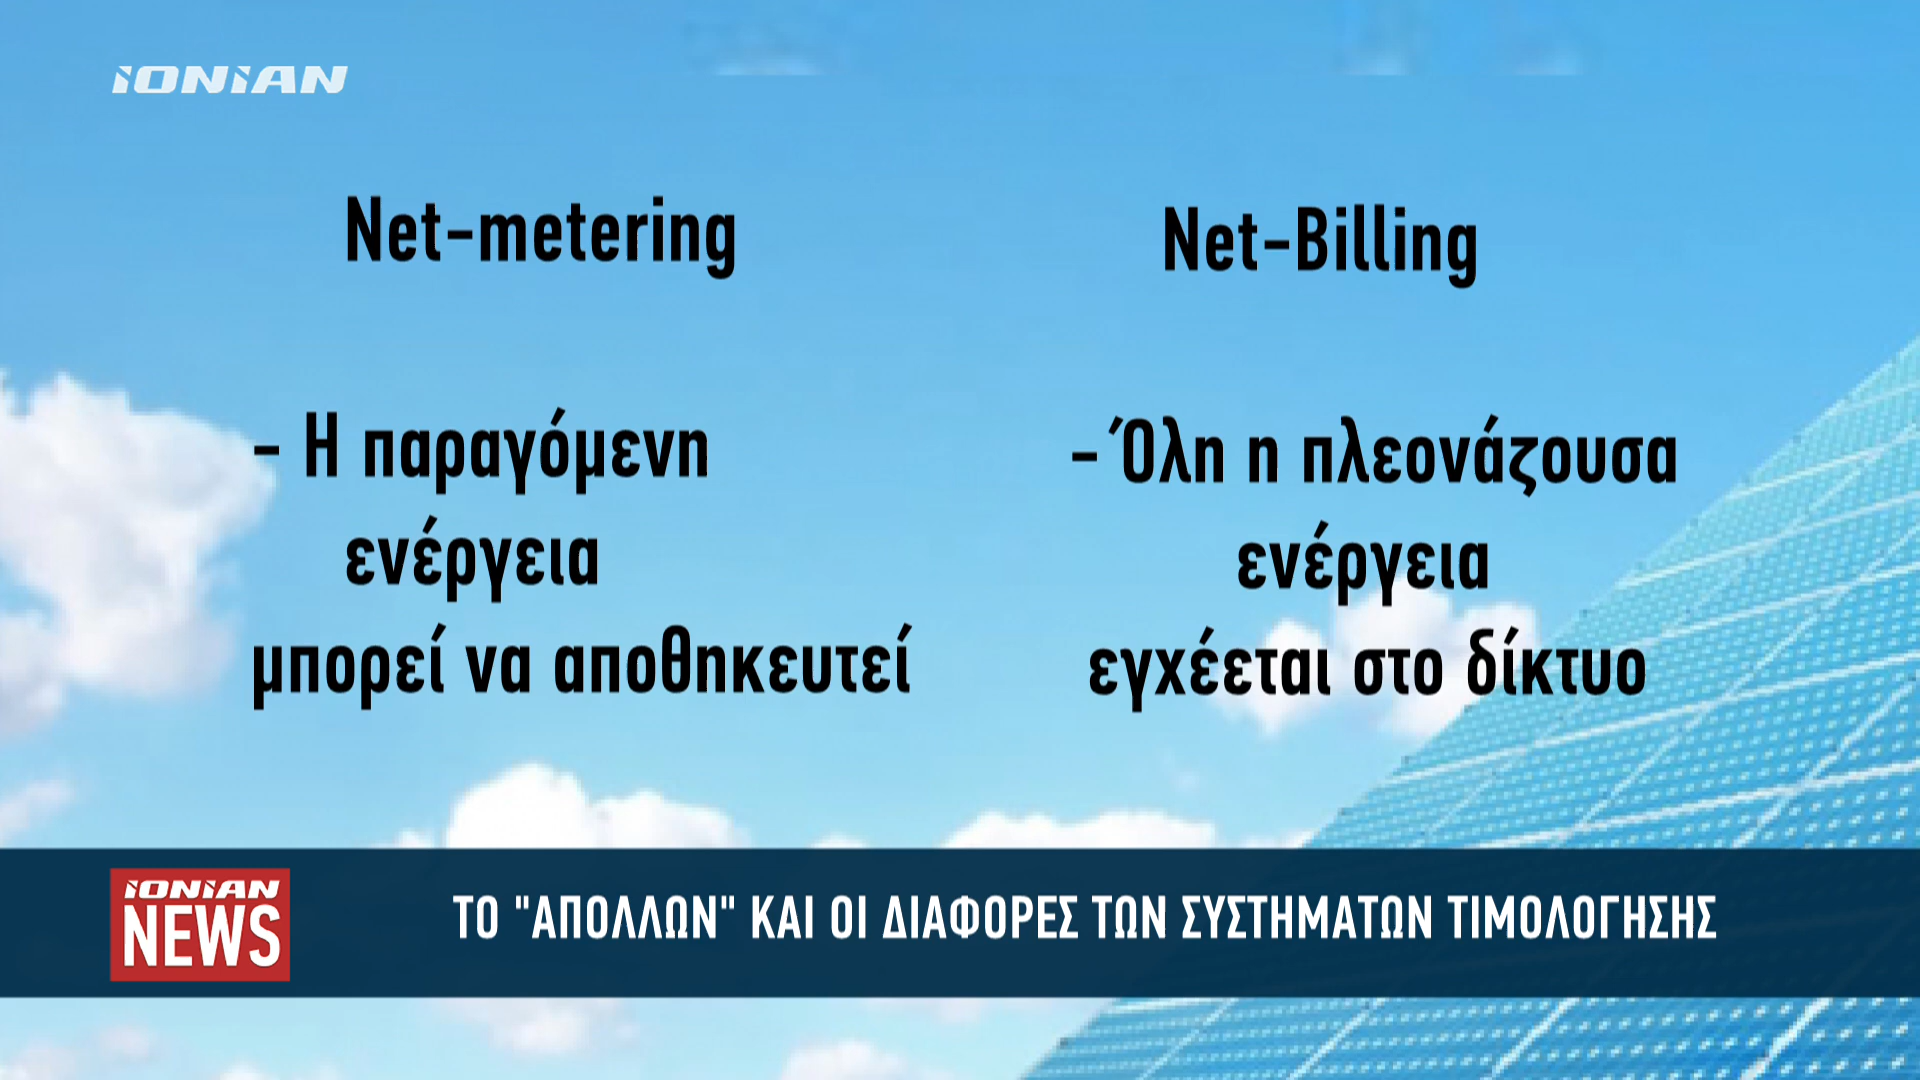 iONiAN
Net-metering
- Η παραγόμενη
ενέργεια
μπορεί να αποθηκευτεί
Net-Billing
- Όλη η πλεονάζουσα
ενέργεια
εγχέεται στο δίκτυο
iONiAN
NEWS
ΤΟ "ΑΠΟΛΛΩΝ" ΚΑΙ ΟΙ ΔΙΑΦΟΡΕΣ ΤΩΝ ΣΥΣΤΗΜΑΤΩΝ ΤΙΜΟΛΟΓΗΣΗΣ